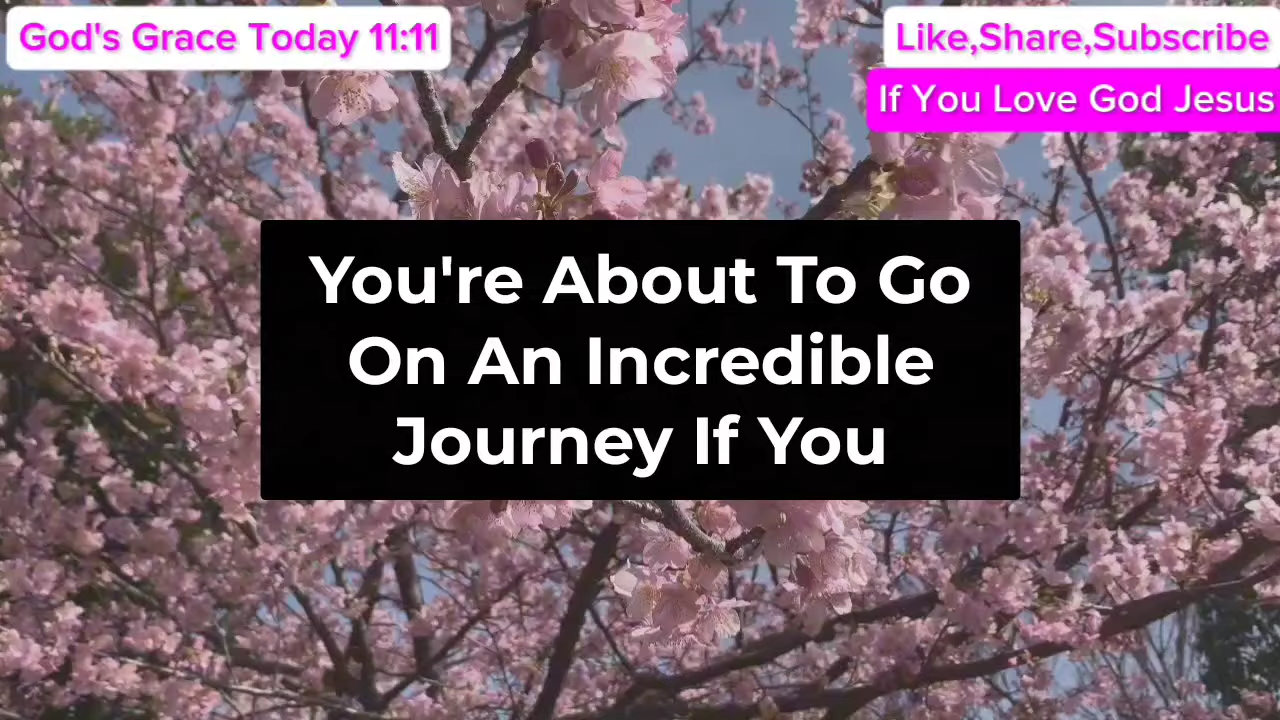 God's Grace Today 11:11
Like,Share,Subscribe
If You Love God Jesus
You're About To Go
On An Incredible
Journey If You